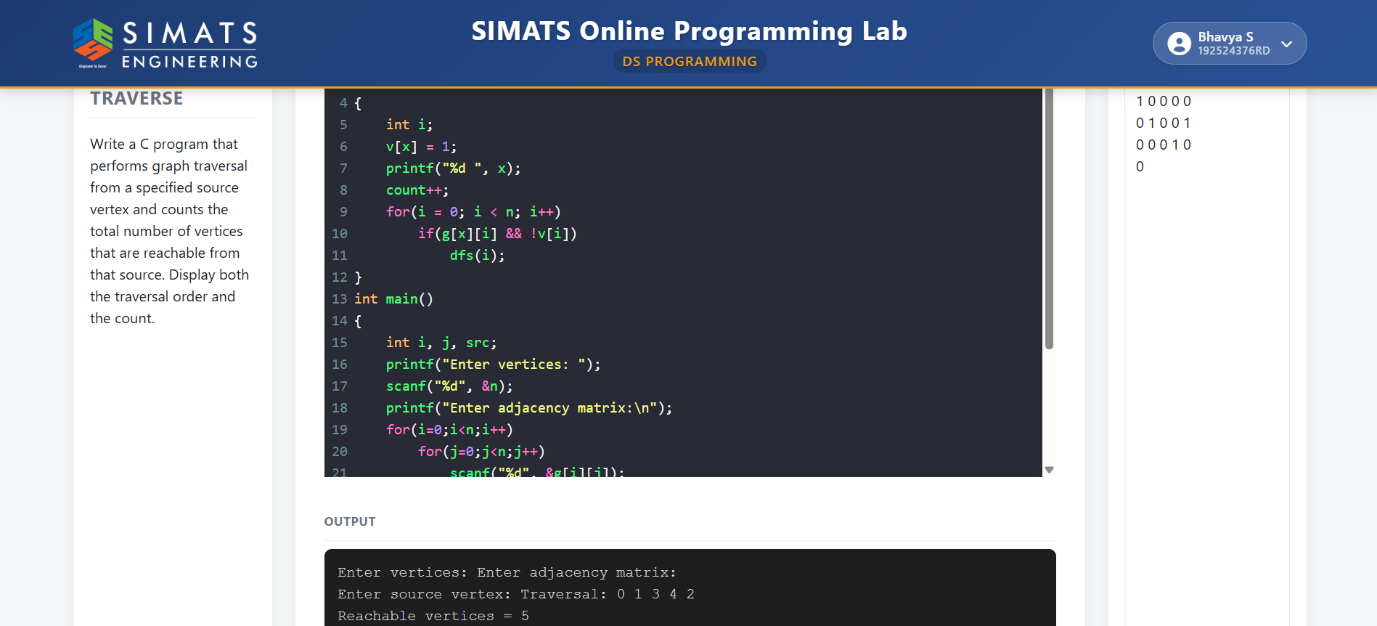 SIMATS
ENGINEERING
Engineer to Excel
SIMATS Online Programming Lab
DS PROGRAMMING
Bhavya S
192524376RD
TRAVERSE
Write a C program that
performs graph traversal
from a specified source
vertex and counts the
total number of vertices
that are reachable from
that source. Display both
the traversal order and
the count.
4 {
5 int i;
6 v[x] = 1;
7 printf("%d ", x);
8 count++;
9 for(i = 0; i < n; i++)
10 if(g[x][i] && !v[i])
11 dfs(i);
12 }
13 int main()
14 {
15 int i, j, src;
16 printf("Enter vertices: ");
17 scanf("%d", &n);
18 printf("Enter adjacency matrix:\n");
19 for(i=0;i<n;i++)
20 for(j=0;j<n;j++)
21 scanf("%d", &g[i][j]);
OUTPUT
Enter vertices: Enter adjacency matrix:
Enter source vertex: Traversal: 0 1 3 4 2
Reachable vertices = 5
1 0 0 0 0
0 1 0 0 1
0 0 0 1 0
0